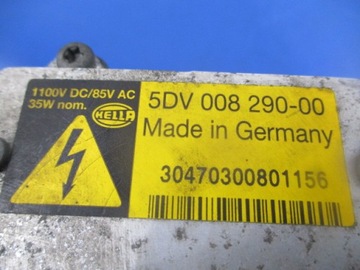 1100V DC/85V AC
35W nom.
HELLA
5DV 008 290-00
Made in Germany
30470300801156